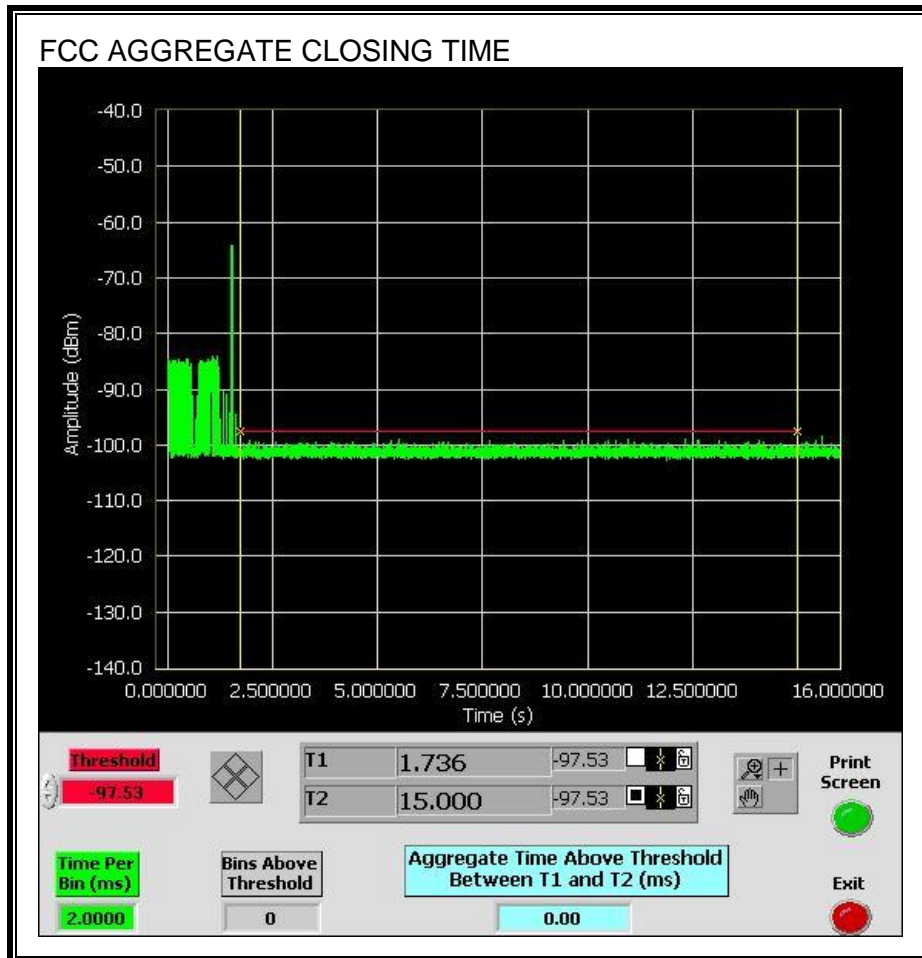 FCC AGGREGATE CLOSING TIME
-40.0
-50.0
-60.0
-70.0
-80.0
-90.0
-100.0
-110.0
-120.0
-130.0
-140.0
Amplitude (dBm)
0.000000 2.500000 5.000000 7.500000 10.000000 12.500000 16.000000
Time (s)
Threshold
-97.53
T1 1.736 -97.53
T2 15.000 -97.53
Print
Screen
Time Per
Bin (ms)
2.0000
Bins Above
Threshold
0
Aggregate Time Above Threshold
Between T1 and T2 (ms)
0.00
Exit